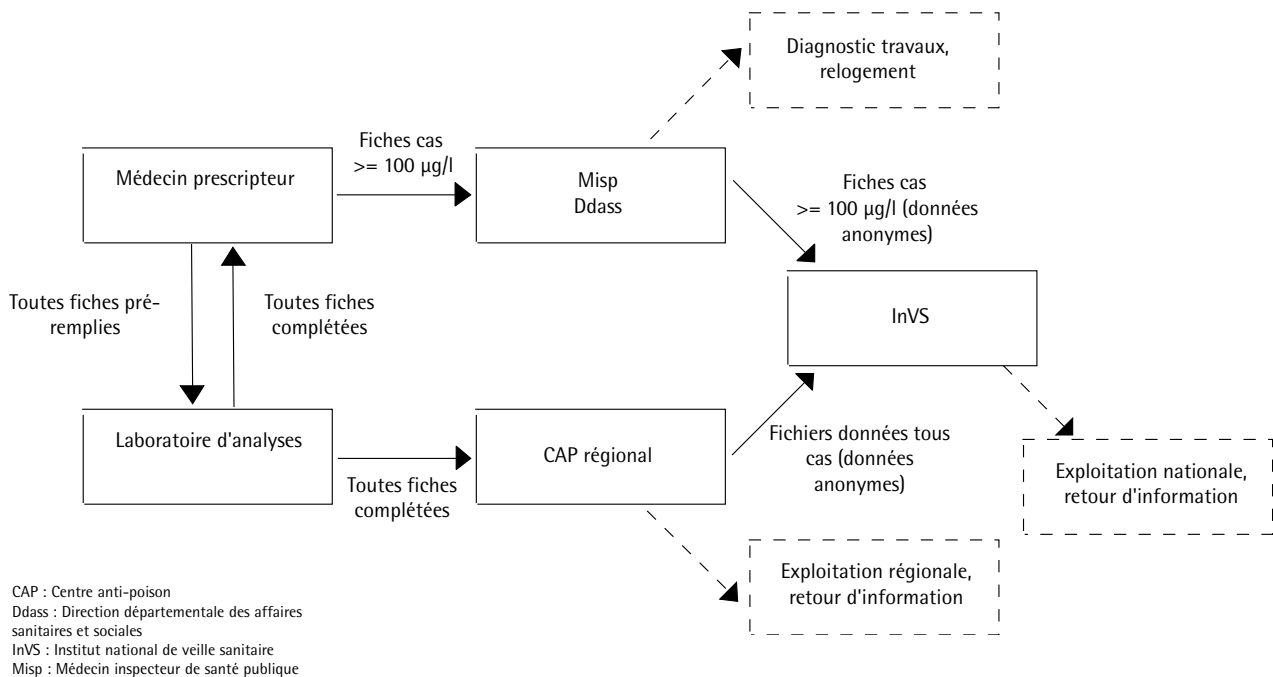 Diagnostic travaux,
relogement
Fiches cas
>= 100 µg/l
Médecin prescripteur
Misp
Ddass
Fiches cas
>= 100 µg/l (données
anonymes)
Toutes fiches pré-
remplies
Toutes fiches
complétées
InVS
Laboratoire d'analyses
CAP régional
Toutes fiches
complétées
Fichiers données tous
cas (données
anonymes)
Exploitation nationale,
retour d'information
Exploitation régionale,
retour d'information
CAP : Centre anti-poison
Ddass : Direction départementale des affaires
sanitaires et sociales
InVS : Institut national de veille sanitaire
Misp : Médecin inspecteur de santé publique